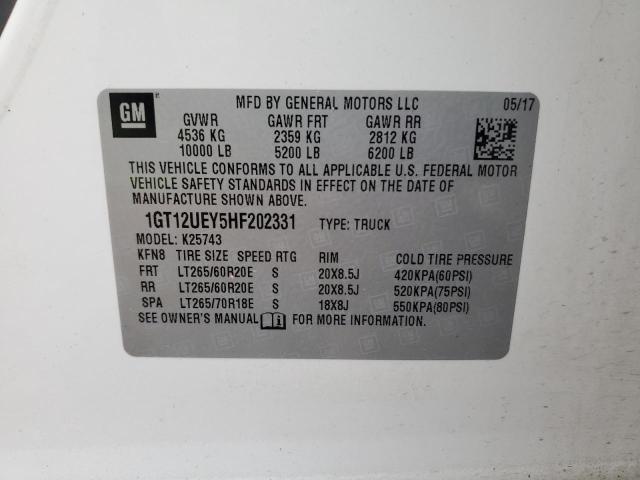 GM
MFD BY GENERAL MOTORS LLC 05/17
GVWR GAWR FRT GAWR RR
4536 KG 2359 KG 2812 KG
10000 LB 5200 LB 6200 LB
THIS VEHICLE CONFORMS TO ALL APPLICABLE U.S. FEDERAL MOTOR
VEHICLE SAFETY STANDARDS IN EFFECT ON THE DATE OF
MANUFACTURE SHOWN ABOVE.
1GT12UEY5HF202331 TYPE: TRUCK
MODEL: K25743
KFN8 TIRE SIZE SPEED RTG RIM COLD TIRE PRESSURE
FRT LT265/60R20E S 20X8.5J 420KPA(60PSI)
RR LT265/60R20E S 20X8.5J 520KPA(75PSI)
SPA LT265/70R18E S 18X8J 550KPA(80PSI)
SEE OWNER'S MANUAL FOR MORE INFORMATION.